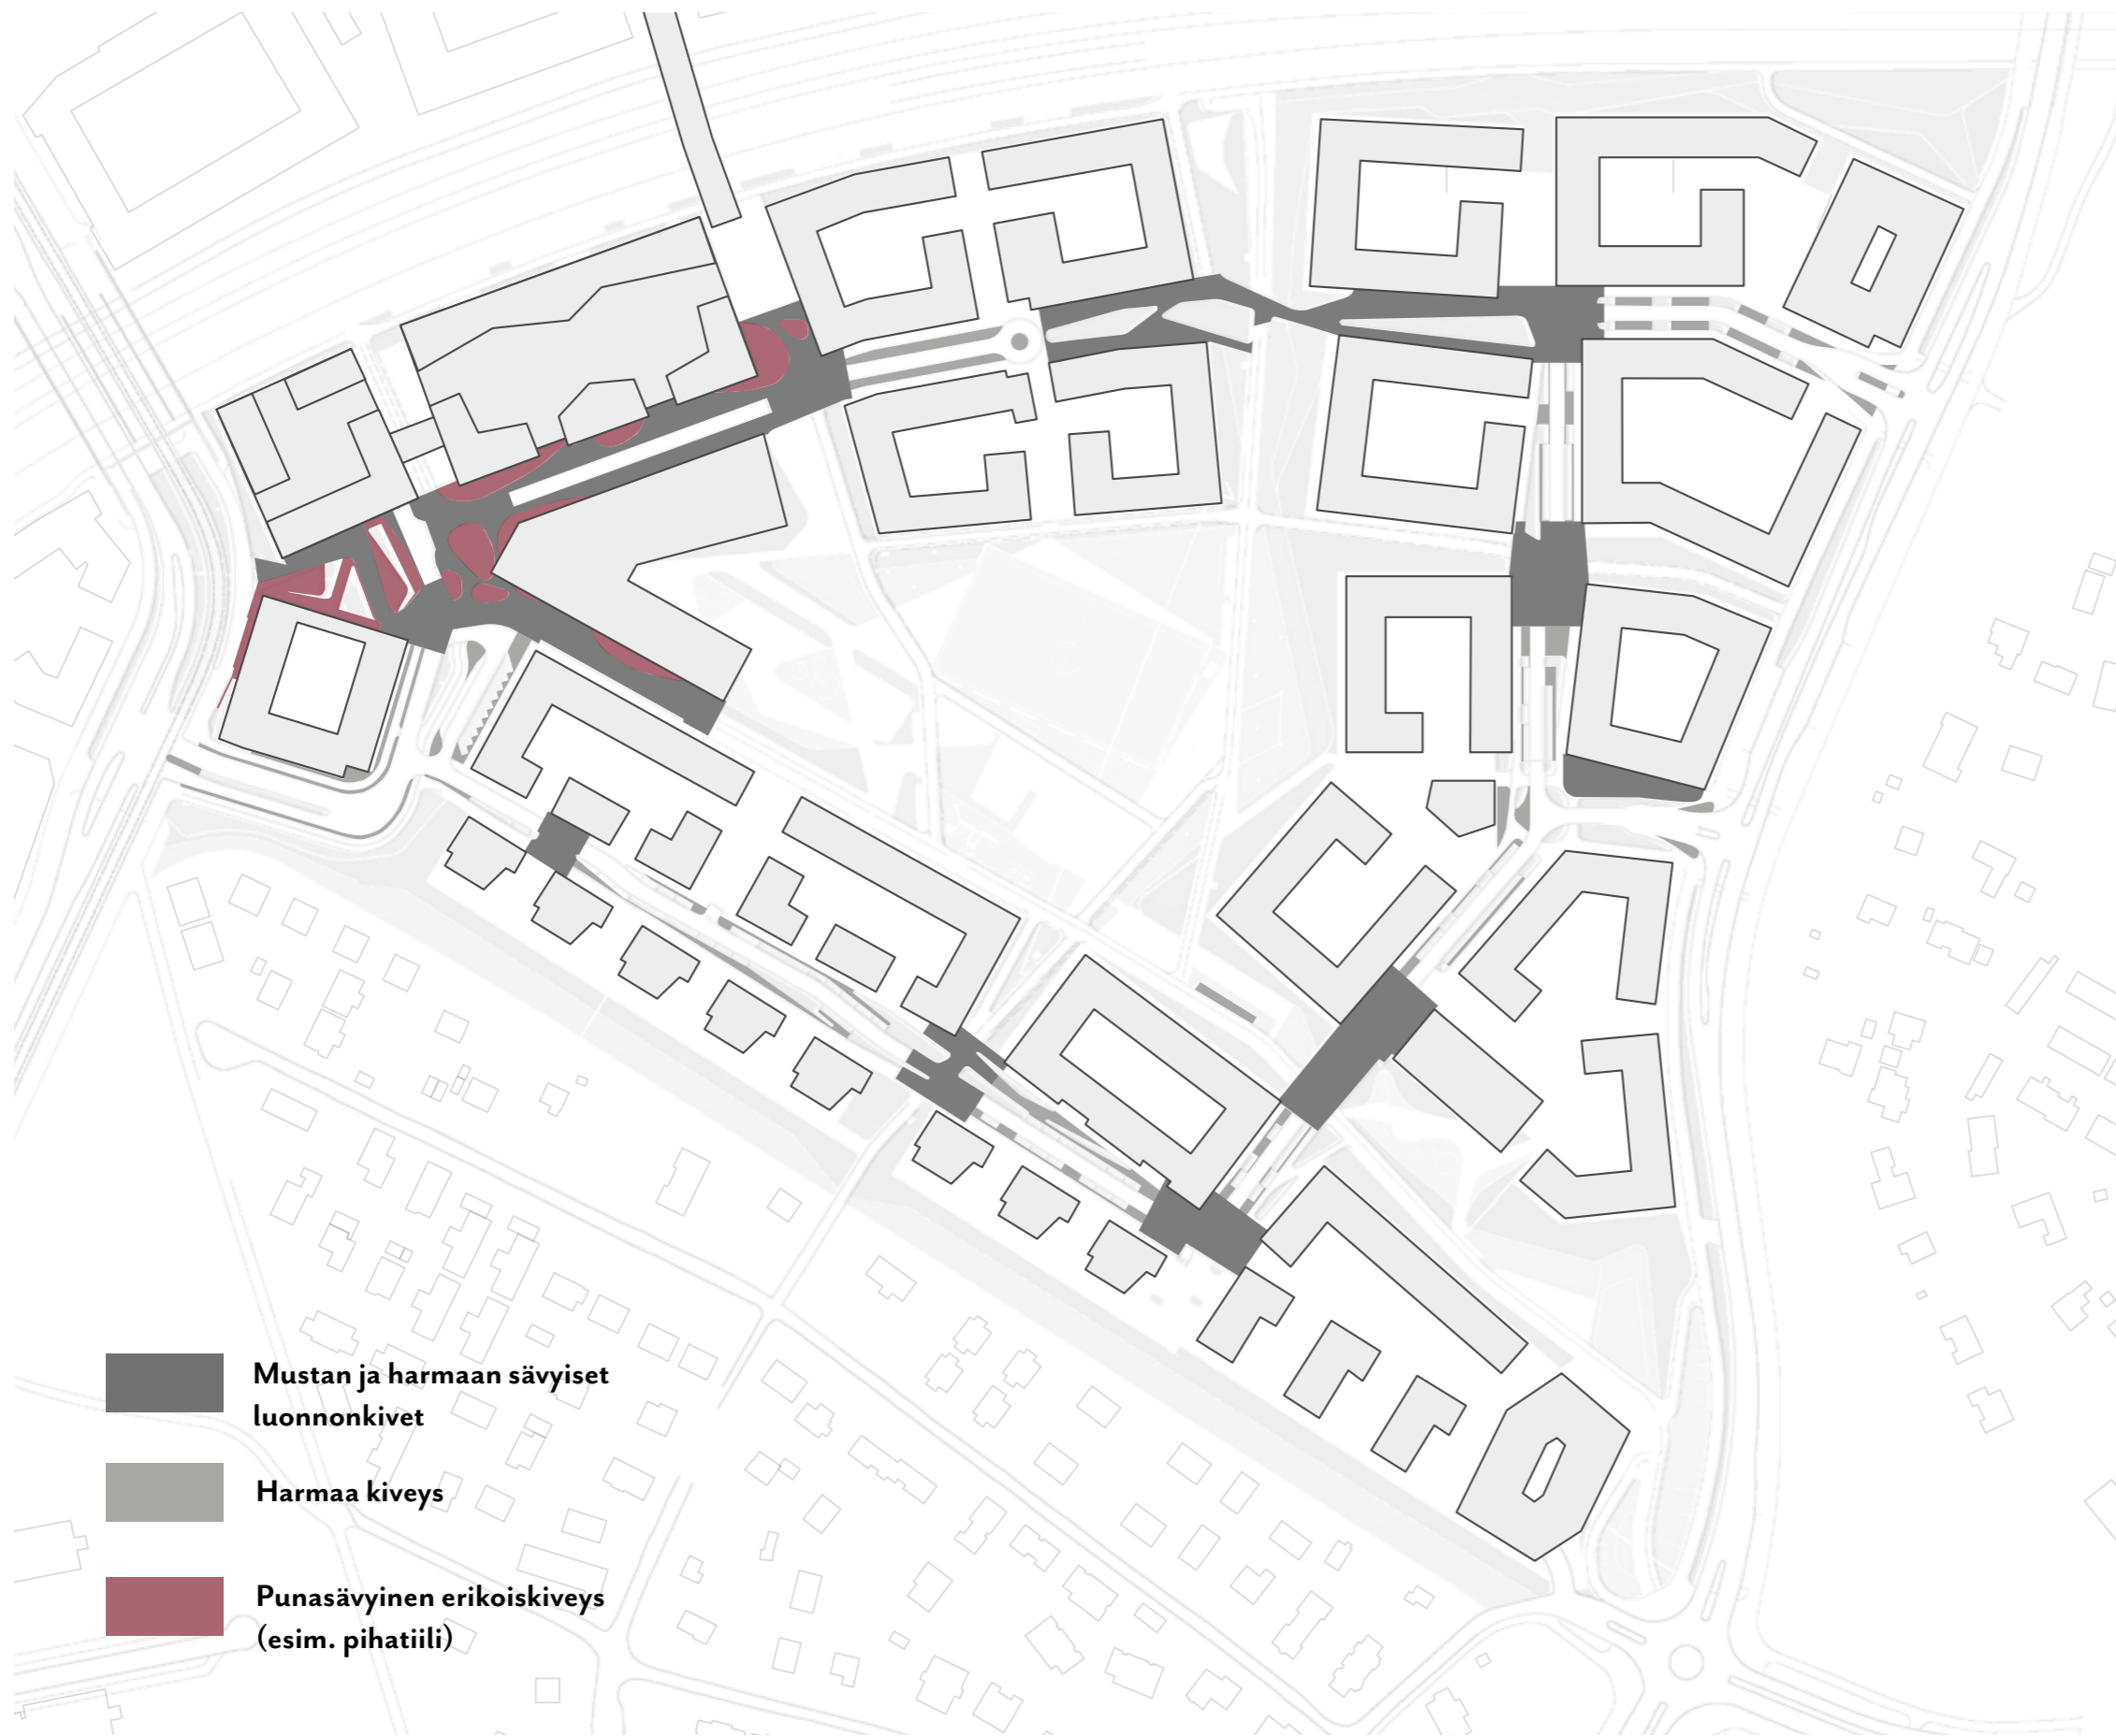 Mustan ja harmaan sävyiset
luonnonkivet
Harmaa kiveys
Punasävyinen erikoiskiveys
(esim. pihatiili)